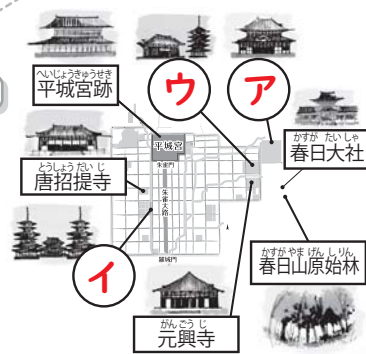 へいじょうきゅうせき
平城宮跡
ウ
ア
かすが たいしゃ
春日大社
とうしょうだいじ
唐招提寺
平城宮
朱雀門
朱雀大路
イ
羅城門
かすがやまげんしりん
春日山原始林
がんごうじ
元興寺